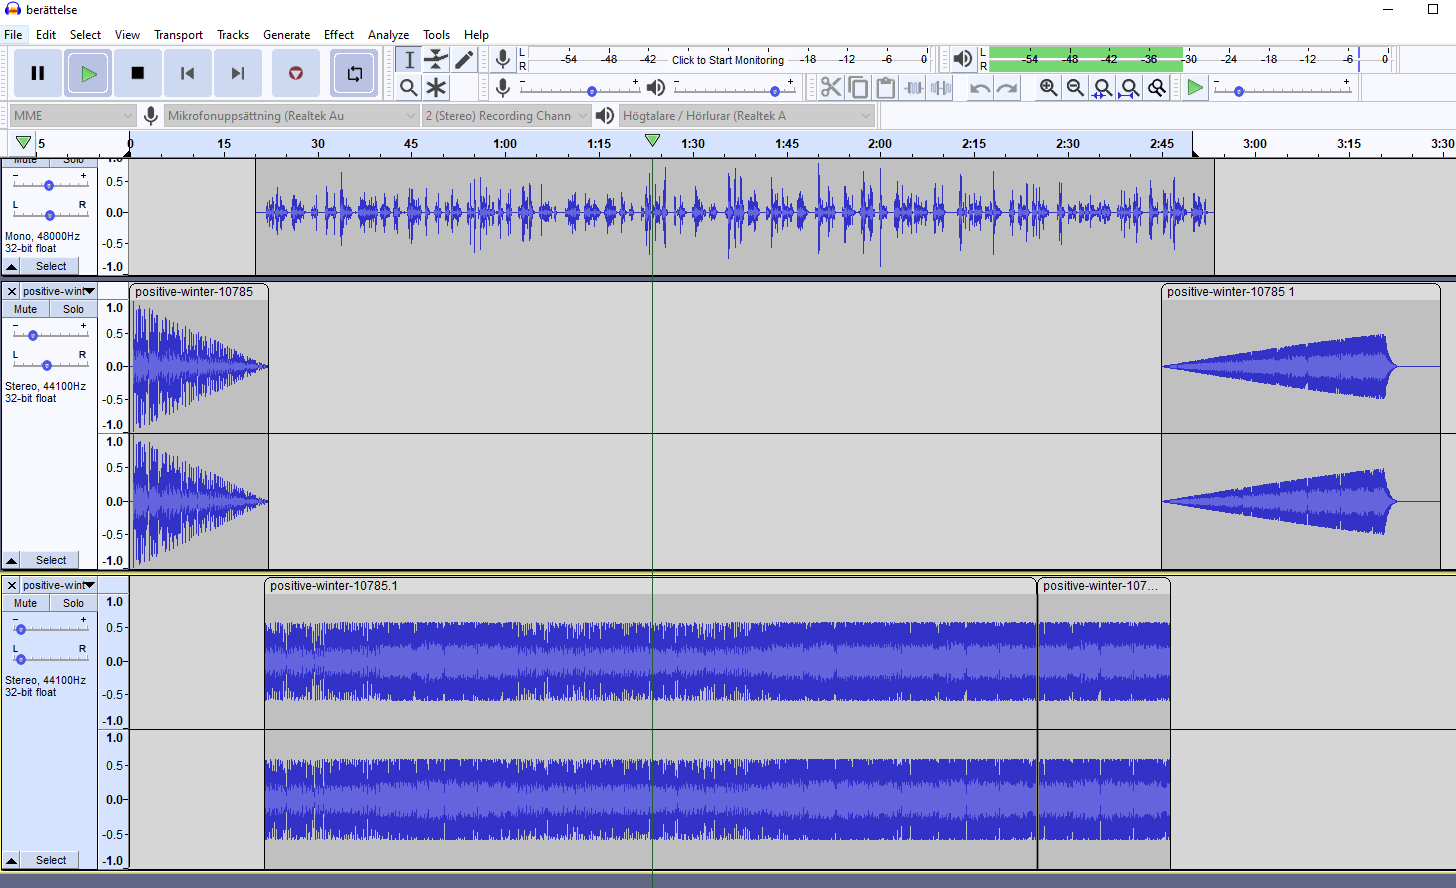 berättelse
File Edit Select View Transport Tracks Generate Effect Analyze Tools Help
L R -54 -48 -42 Click to Start Monitoring -18 -12 -6 0
L R -54 -48 -42 -36 -30 -24 -18 -12 -6 0
- +
- +
- +
MME Mikrofonuppsättning (Realtek Au 2 (Stereo) Recording Chann Högtalare / Hörlurar (Realtek A
5 0 15 30 45 1:00 1:15 1:30 1:45 2:00 2:15 2:30 2:45 3:00 3:15 3:30
Mute Solo
- +
L R
Mono, 48000Hz
32-bit float
Select
1.0
0.5
0.0
-0.5
-1.0
positive-wint
Mute Solo
- +
L R
Stereo, 44100Hz
32-bit float
Select
positive-winter-10785
positive-winter-10785 1
1.0
0.5
0.0
-0.5
-1.0
1.0
0.5
0.0
-0.5
-1.0
positive-wint
Mute Solo
- +
L R
Stereo, 44100Hz
32-bit float
Select
positive-winter-10785.1
positive-winter-107...
1.0
0.5
0.0
-0.5
-1.0
1.0
0.5
0.0
-0.5
-1.0